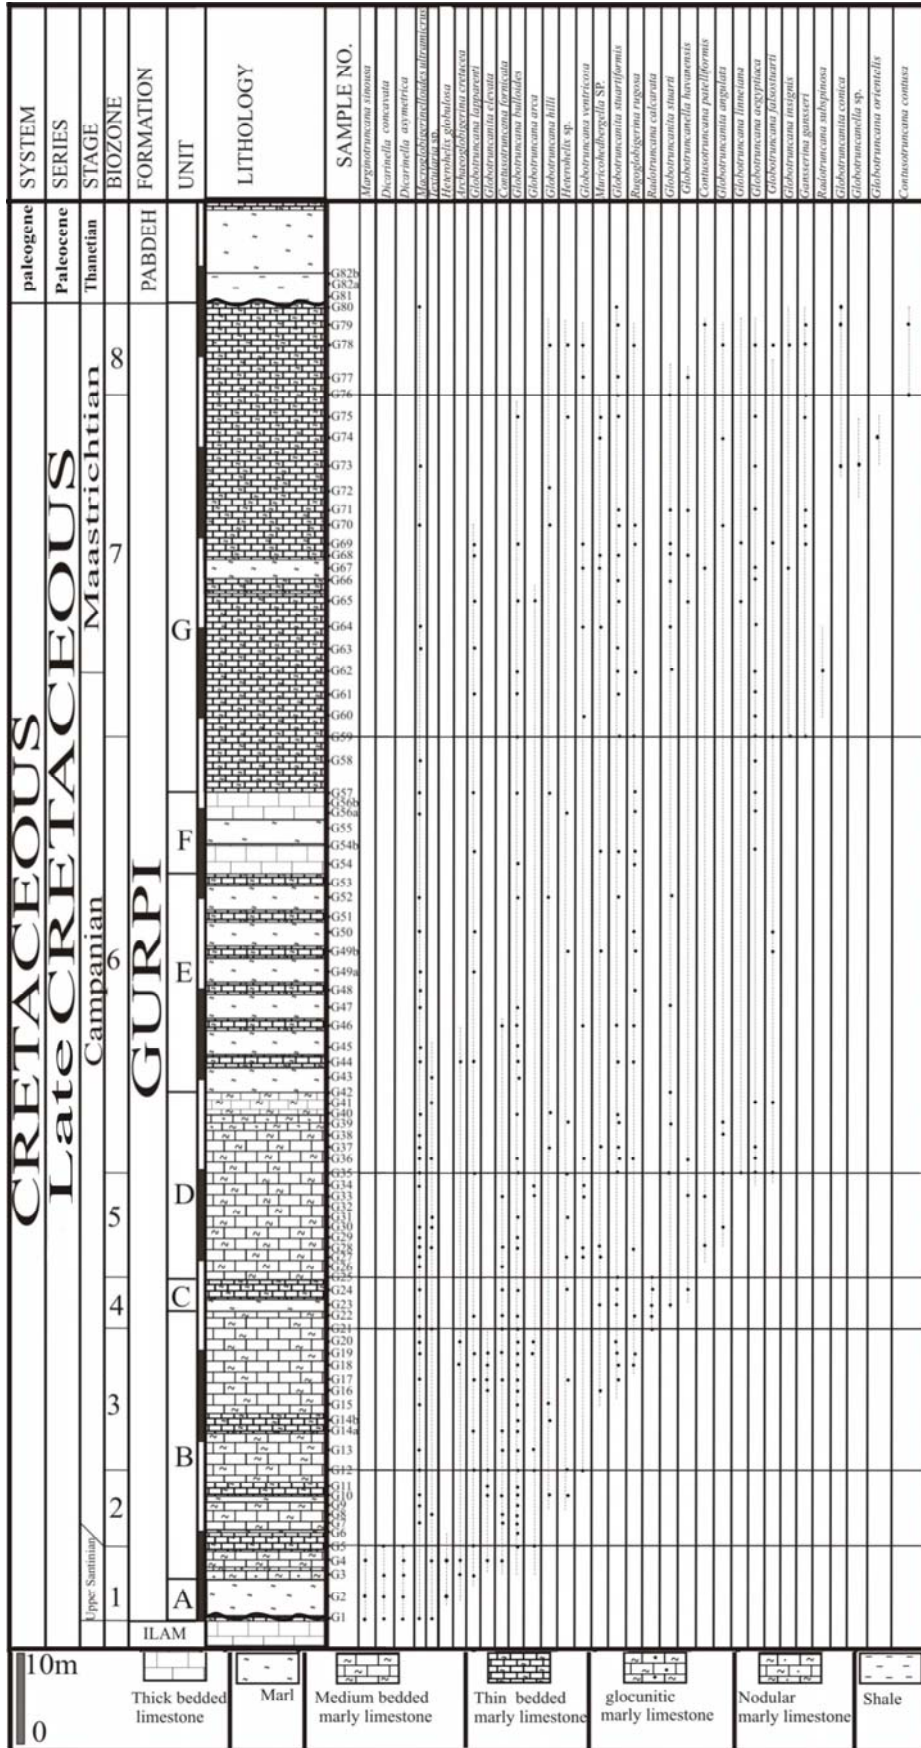 SYSTEM
SERIES
STAGE
BIOZONE
FORMATION
UNIT
LITHOLOGY
SAMPLE NO.
Marginotruncana sinousa
Dicarinella concavata
Dicarinella asymetrica
Macroglobigerinelloides ultramicrus
Heterohelix globulosa
Archaeoglobigerina cretacea
Globotruncana lapparenti
Globotruncanita elevata
Contusotruncana fornicata
Globotruncana bulloides
Globotruncana arca
Globotruncana hilli
Heterohelix sp.
Globotruncana ventricosa
Muricohedbergella SP.
Globotruncanita stuartiformis
Rugoglobigerina rugosa
Radotruncana calcarata
Globotruncanita stuarti
Globotruncanella havanensis
Contusotruncana patelliformis
Globotruncanita angulata
Globotruncana linneiana
Globotruncana aegyptiaca
Globotruncana falsostuarti
Globotruncana insignis
Gansserina gansseri
Radotruncana subspinosa
Globotruncanita conica
Globotruncanella sp.
Globotruncana orientelis
Contusotruncana contusa
paleogene
Paleocene
Thanetian
PABDEH
G82b
G82a
G81
G80
G79
G78
G77
G76
G75
G74
G73
G72
G71
G70
G69
G68
G67
G66
G65
G64
G63
G62
G61
G60
G59
G58
G57
G56b
G56a
G55
G54b
G54
G53
G52
G51
G50
G49b
G49a
G48
G47
G46
G45
G44
G43
G42
G41
G40
G39
G38
G37
G36
G35
G34
G33
G32
G31
G30
G29
G28
G27
G26
G25
G24
G23
G22
G21
G20
G19
G18
G17
G16
G15
G14b
G14a
G13
G12
G11
G10
G9
G8
G7
G6
G5
G4
G3
G2
G1
CRETACEOUS
Late CRETACEOUS
Maastrichtian
Campanian
Upper Santinian
8
7
6
5
4
3
2
1
GURPI
ILAM
G
F
E
D
C
B
A
10m
0
Thick bedded
limestone
Marl
Medium bedded
marly limestone
Thin bedded
marly limestone
glocunitic
marly limestone
Nodular
marly limestone
Shale